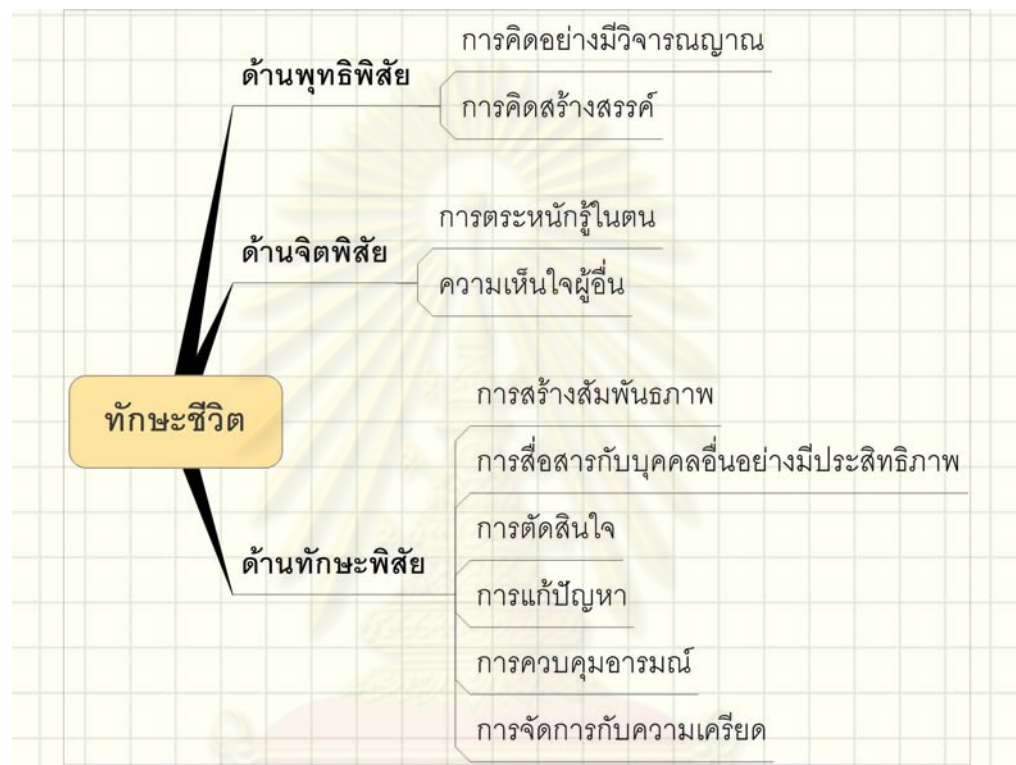 การคิดอย่างมีวิจารณญาณ
ด้านพุทธิพิสัย
การคิดสร้างสรรค์
การตระหนักรู้ในตน
ด้านจิตพิสัย
ความเห็นใจผู้อื่น
การสร้างสัมพันธภาพ
ทักษะชีวิต
การสื่อสารกับบุคคลอื่นอย่างมีประสิทธิภาพ
การตัดสินใจ
ด้านทักษะพิสัย
การแก้ปัญหา
การควบคุมอารมณ์
การจัดการกับความเครียด